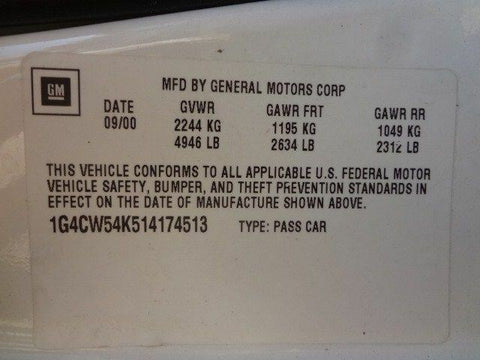 GM
MFD BY GENERAL MOTORS CORP
DATE GVWR GAWR FRT GAWR RR
09/00 2244 KG 1195 KG 1049 KG
4946 LB 2634 LB 2312 LB
THIS VEHICLE CONFORMS TO ALL APPLICABLE U.S. FEDERAL MOTOR
VEHICLE SAFETY, BUMPER, AND THEFT PREVENTION STANDARDS IN
EFFECT ON THE DATE OF MANUFACTURE SHOWN ABOVE.
1G4CW54K514174513 TYPE: PASS CAR